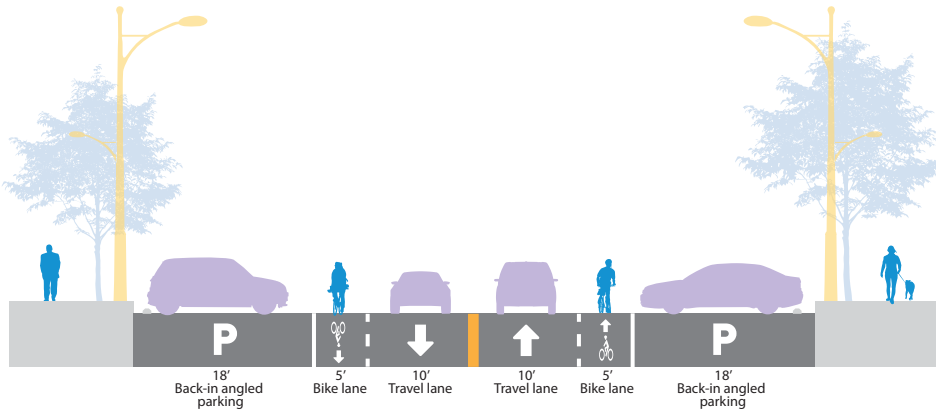 P
P
18’
Back-in angled
parking
5’
Bike lane
10’
Travel lane
10’
Travel lane
5’
Bike lane
18’
Back-in angled
parking